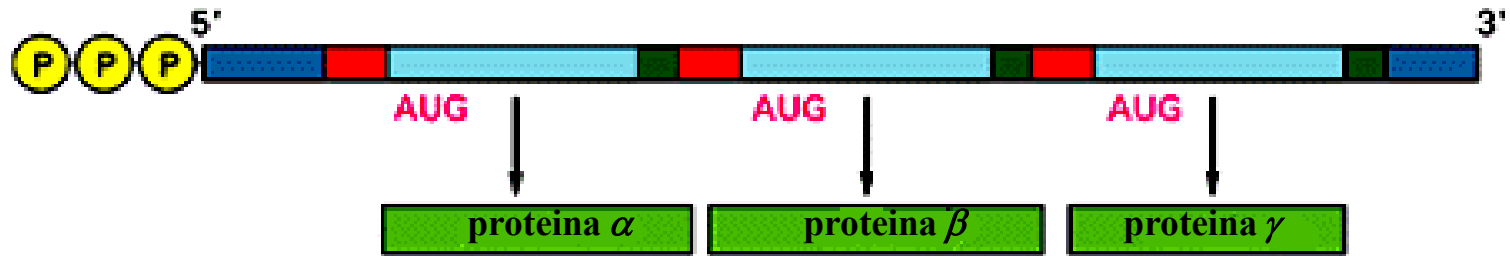 5' 3'
P P P
AUG AUG AUG
proteina α proteina β proteina γ